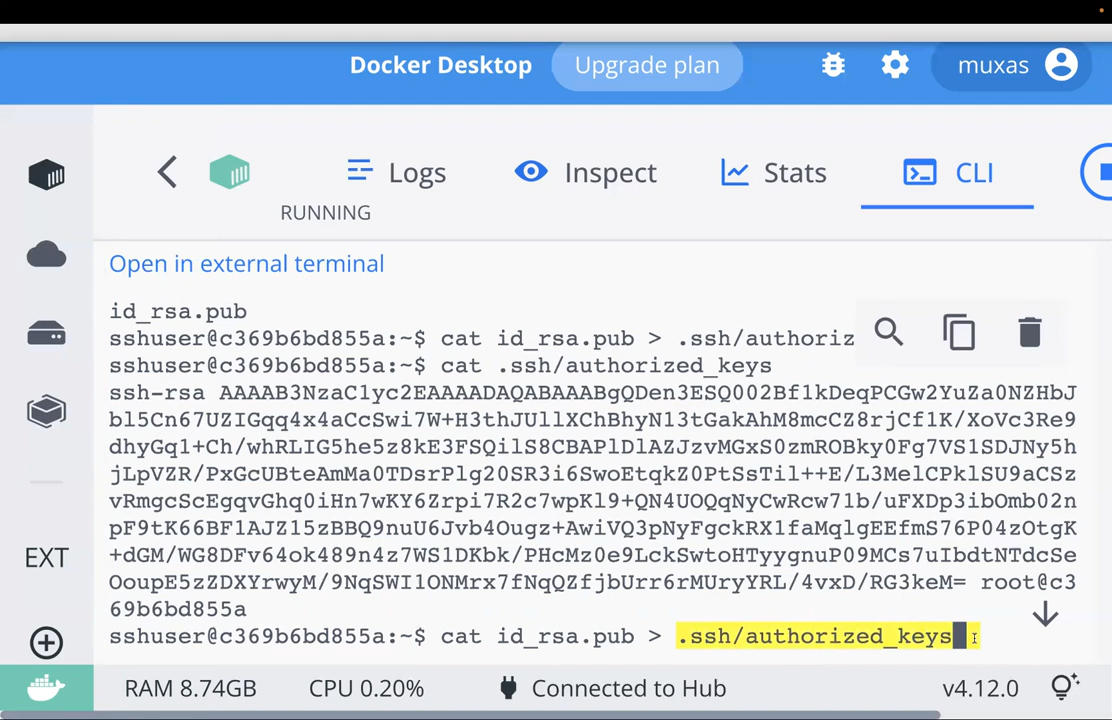 Docker Desktop
Upgrade plan
muxas
Logs
Inspect
Stats
CLI
RUNNING
Open in external terminal
id_rsa.pub
sshuser@c369b6bd855a:~$ cat id_rsa.pub > .ssh/authoriz
sshuser@c369b6bd855a:~$ cat .ssh/authorized_keys
ssh-rsa AAAAB3NzaC1yc2EAAAADAQABAAABgQDen3ESQ002Bf1kDeqPCGw2YuZa0NZHbJ
bl5Cn67UZIGqq4x4aCcSwi7W+H3thJUllXChBhyN13tGakAhM8mcCZ8rjCf1K/XoVc3Re9
dhyGq1+Ch/whRLIG5he5z8kE3FSQilS8CBAPlDlAZJzvMGxS0zmROBky0Fg7VS1SDJNy5h
jLpVZR/PxGcUBteAmMa0TDsrPlg20SR3i6SwoEtqkZ0PtSsTil++E/L3MelCPklSU9aCSz
vRmgcScEgqvGhq0iHn7wKY6Zrpi7R2c7wpKl9+QN4UOQqNyCwRcw71b/uFXDp3ibOmb02n
pF9tK66BF1AJZ15zBBQ9nuU6Jvb4Ougz+AwiVQ3pNyFgckRX1faMqlgEEfmS76P04zOtgK
+dGM/WG8DFv64ok489n4z7WS1DKbk/PHcMz0e9LckSwtoHTyygnuP09MCs7uIbdtNTdcSe
OoupE5zZDXYrwyM/9NqSWI1ONMrx7fNqQZfjbUrr6rMUryYRL/4vxD/RG3keM= root@c3
69b6bd855a
sshuser@c369b6bd855a:~$ cat id_rsa.pub > .ssh/authorized_keys
EXT
RAM 8.74GB
CPU 0.20%
Connected to Hub
v4.12.0